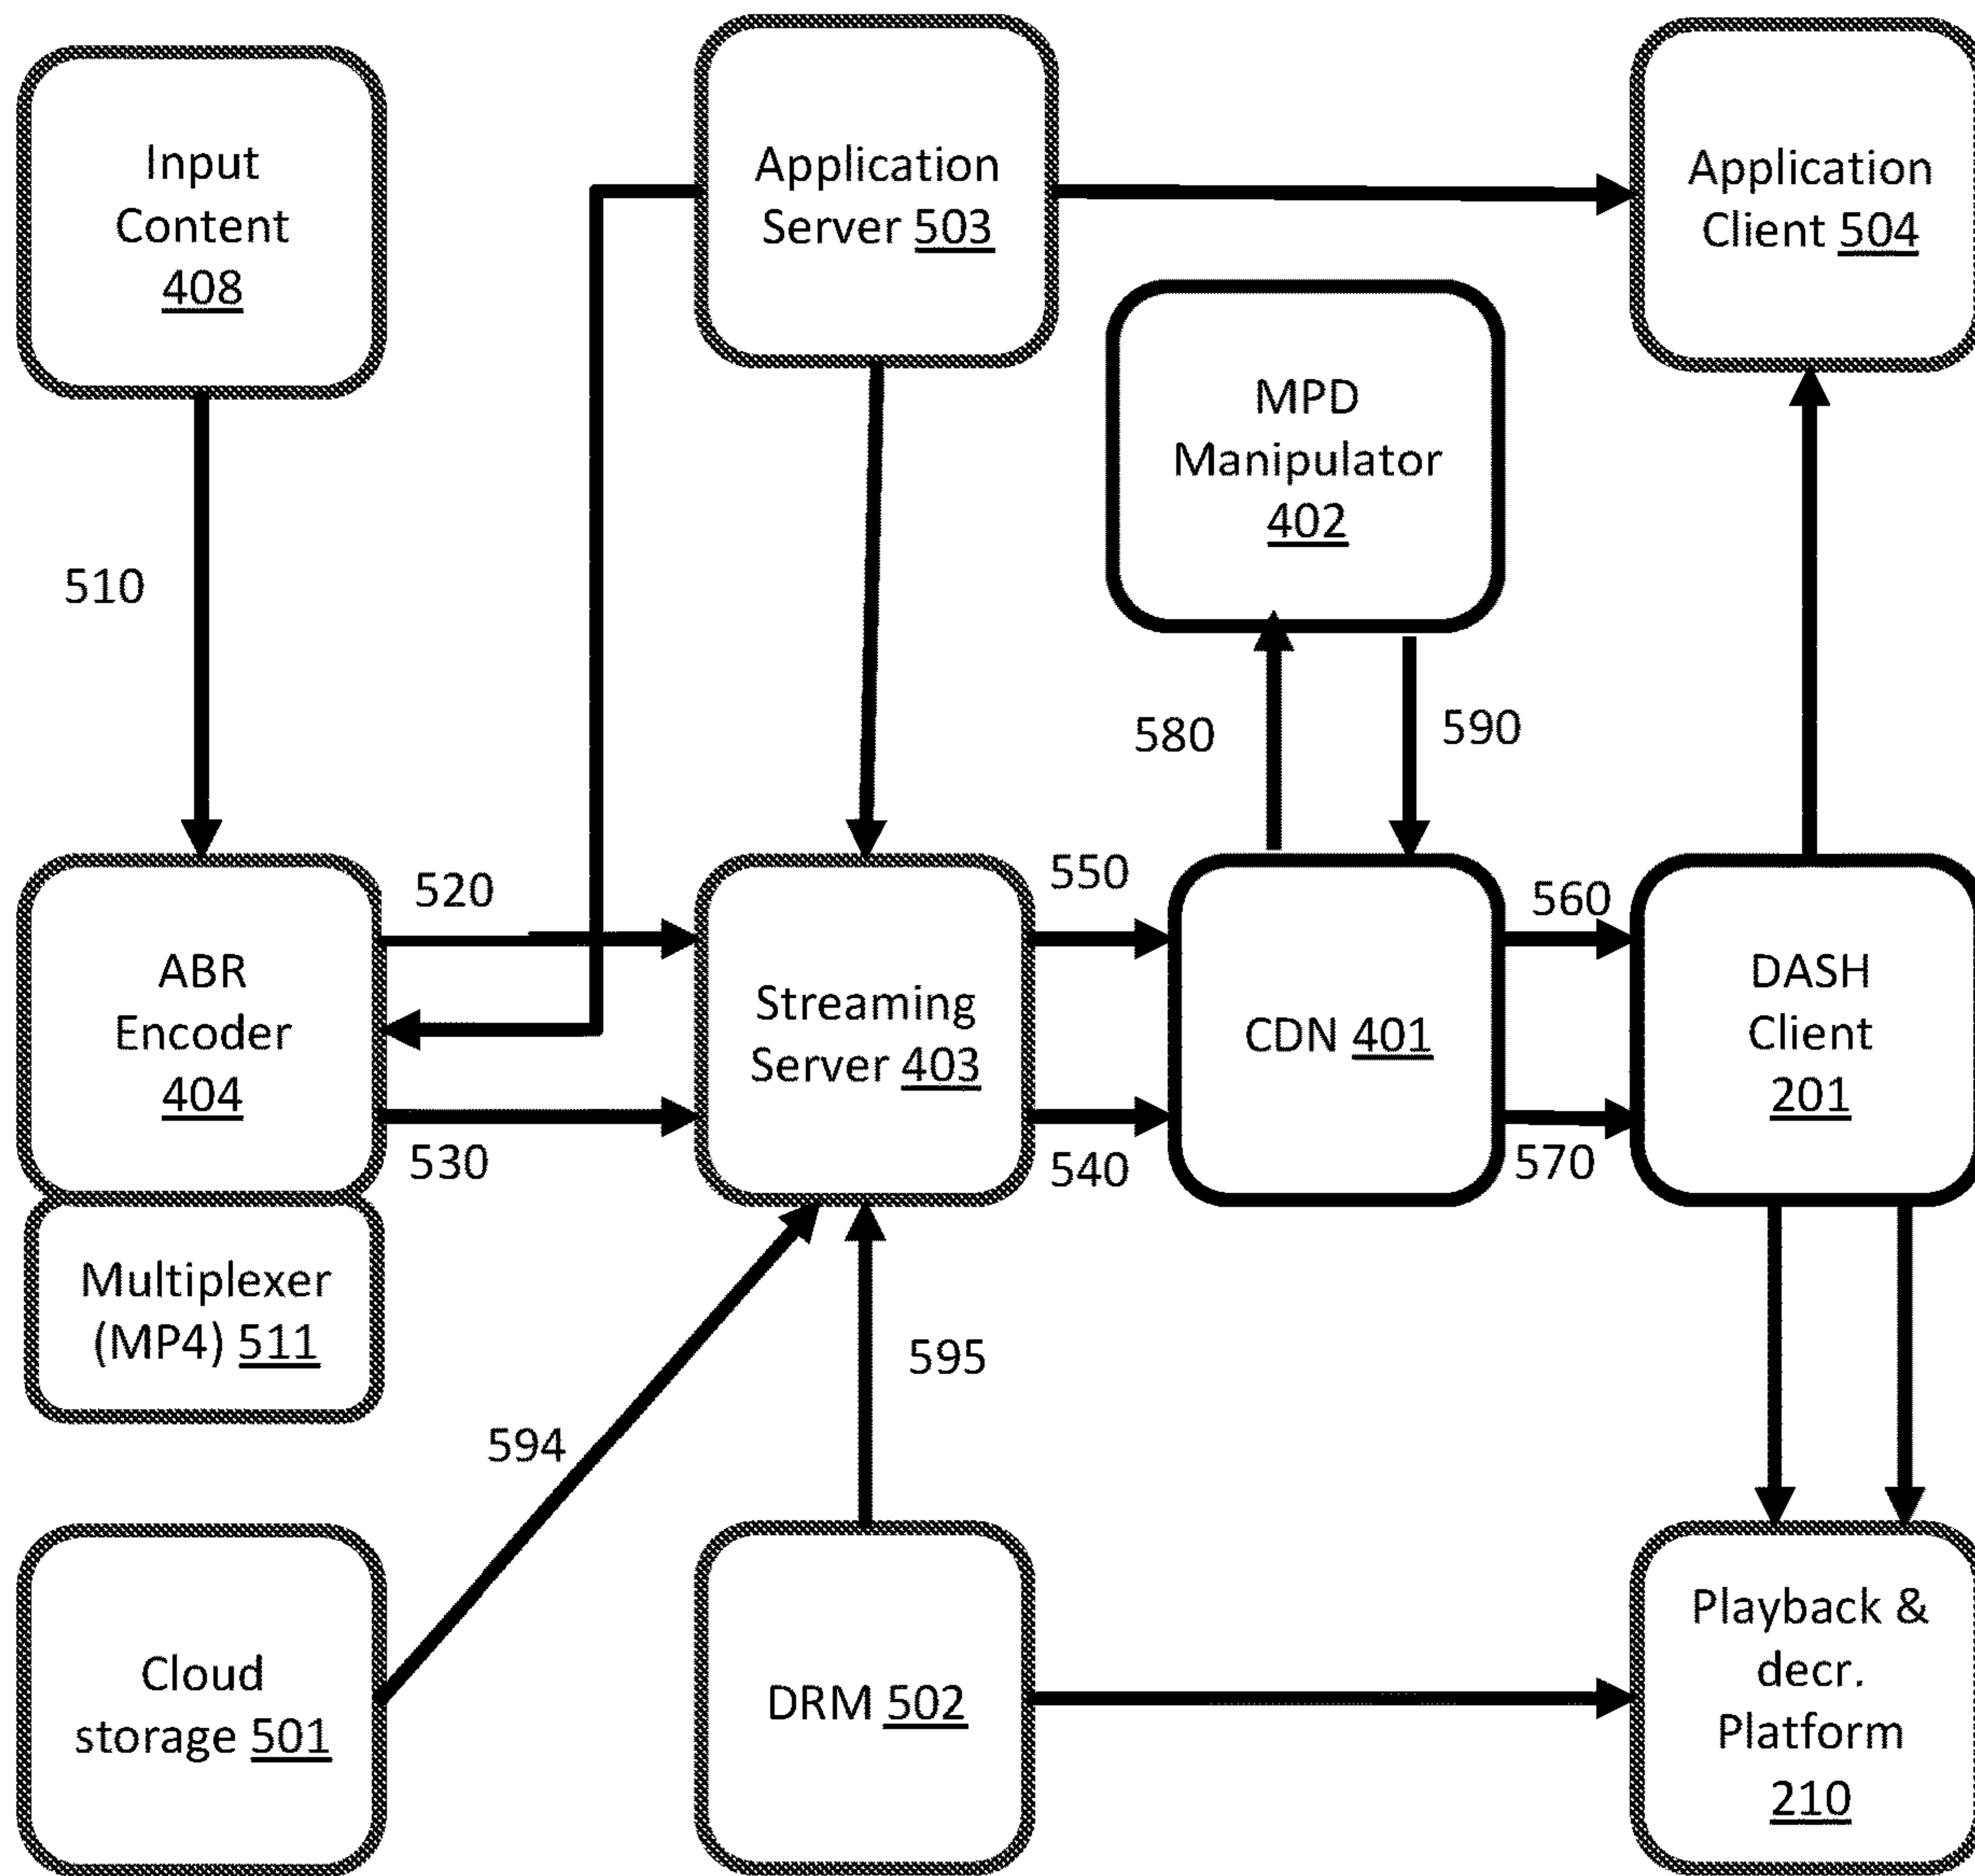 Input
Content
408
Application
Server 503
Application
Client 504
MPD
Manipulator
402
510
580
590
520
550
560
ABR
Encoder
404
Streaming
Server 403
CDN 401
DASH
Client
201
530
540
570
Multiplexer
(MP4) 511
594
595
Cloud
storage 501
DRM 502
Playback &
decr.
Platform
210